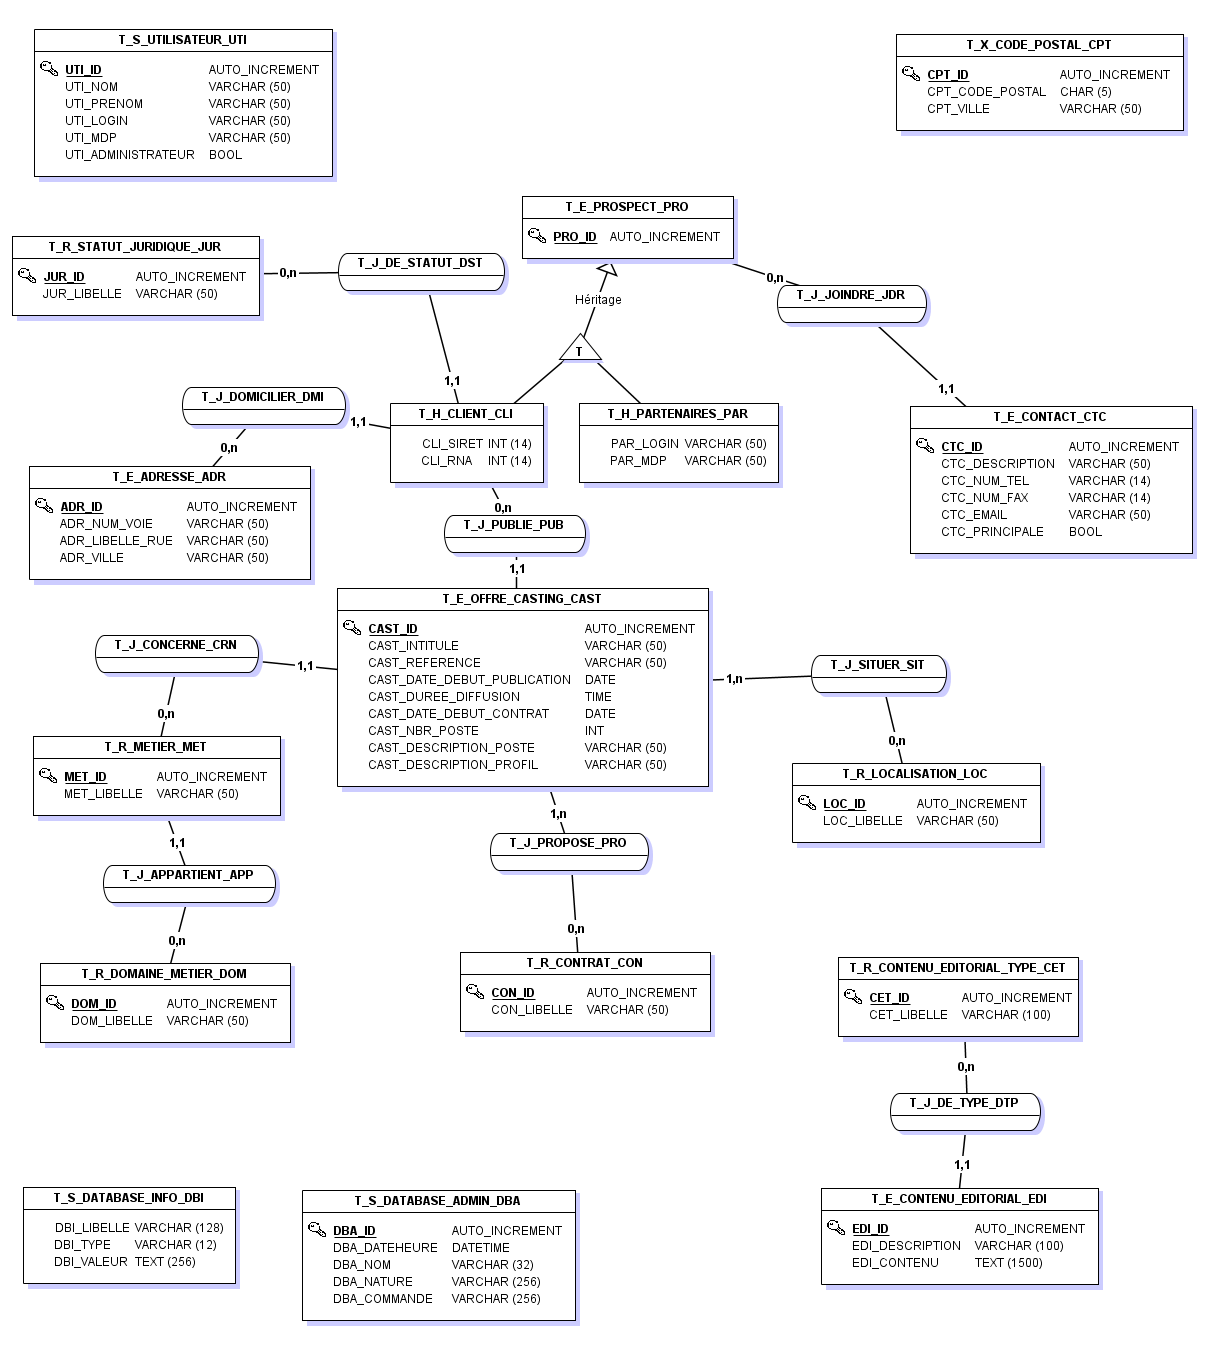 T_S_UTILISATEUR_UTI
UTI_ID AUTO_INCREMENT
UTI_NOM VARCHAR (50)
UTI_PRENOM VARCHAR (50)
UTI_LOGIN VARCHAR (50)
UTI_MDP VARCHAR (50)
UTI_ADMINISTRATEUR BOOL
T_X_CODE_POSTAL_CPT
CPT_ID AUTO_INCREMENT
CPT_CODE_POSTAL CHAR (5)
CPT_VILLE VARCHAR (50)
T_E_PROSPECT_PRO
PRO_ID AUTO_INCREMENT
T_R_STATUT_JURIDIQUE_JUR
JUR_ID AUTO_INCREMENT
JUR_LIBELLE VARCHAR (50)
0,n
T_J_DE_STATUT_DST
1,1
Héritage
T
0,n
T_J_JOINDRE_JDR
1,1
T_J_DOMICILIER_DMI
1,1
0,n
T_H_CLIENT_CLI
CLI_SIRET INT (14)
CLI_RNA INT (14)
T_H_PARTENAIRES_PAR
PAR_LOGIN VARCHAR (50)
PAR_MDP VARCHAR (50)
T_E_CONTACT_CTC
CTC_ID AUTO_INCREMENT
CTC_DESCRIPTION VARCHAR (50)
CTC_NUM_TEL VARCHAR (14)
CTC_NUM_FAX VARCHAR (14)
CTC_EMAIL VARCHAR (50)
CTC_PRINCIPALE BOOL
T_E_ADRESSE_ADR
ADR_ID AUTO_INCREMENT
ADR_NUM_VOIE VARCHAR (50)
ADR_LIBELLE_RUE VARCHAR (50)
ADR_VILLE VARCHAR (50)
0,n
T_J_PUBLIE_PUB
1,1
T_E_OFFRE_CASTING_CAST
CAST_ID AUTO_INCREMENT
CAST_INTITULE VARCHAR (50)
CAST_REFERENCE VARCHAR (50)
CAST_DATE_DEBUT_PUBLICATION DATE
CAST_DUREE_DIFFUSION TIME
CAST_DATE_DEBUT_CONTRAT DATE
CAST_NBR_POSTE INT
CAST_DESCRIPTION_POSTE VARCHAR (50)
CAST_DESCRIPTION_PROFIL VARCHAR (50)
T_J_CONCERNE_CRN
1,1
0,n
T_J_SITUER_SIT
1,n
0,n
T_R_METIER_MET
MET_ID AUTO_INCREMENT
MET_LIBELLE VARCHAR (50)
T_R_LOCALISATION_LOC
LOC_ID AUTO_INCREMENT
LOC_LIBELLE VARCHAR (50)
1,1
T_J_APPARTIENT_APP
0,n
1,n
T_J_PROPOSE_PRO
0,n
T_R_DOMAINE_METIER_DOM
DOM_ID AUTO_INCREMENT
DOM_LIBELLE VARCHAR (50)
T_R_CONTRAT_CON
CON_ID AUTO_INCREMENT
CON_LIBELLE VARCHAR (50)
T_R_CONTENU_EDITORIAL_TYPE_CET
CET_ID AUTO_INCREMENT
CET_LIBELLE VARCHAR (100)
0,n
T_J_DE_TYPE_DTP
1,1
T_S_DATABASE_INFO_DBI
DBI_LIBELLE VARCHAR (128)
DBI_TYPE VARCHAR (12)
DBI_VALEUR TEXT (256)
T_S_DATABASE_ADMIN_DBA
DBA_ID AUTO_INCREMENT
DBA_DATEHEURE DATETIME
DBA_NOM VARCHAR (32)
DBA_NATURE VARCHAR (256)
DBA_COMMANDE VARCHAR (256)
T_E_CONTENU_EDITORIAL_EDI
EDI_ID AUTO_INCREMENT
EDI_DESCRIPTION VARCHAR (100)
EDI_CONTENU TEXT (1500)